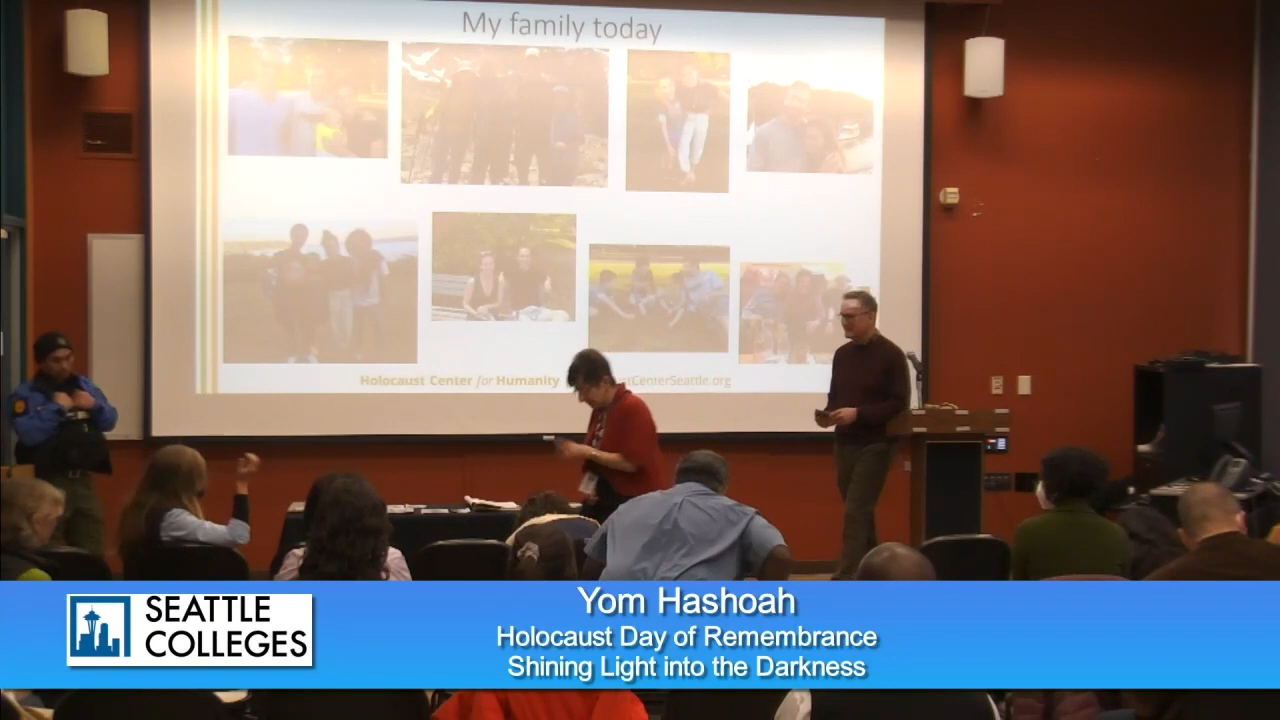 My family today
Holocaust Center for Humanity
CenterSeattle.org
SEATTLE
COLLEGES
Yom Hashoah
Holocaust Day of Remembrance
Shining Light into the Darkness